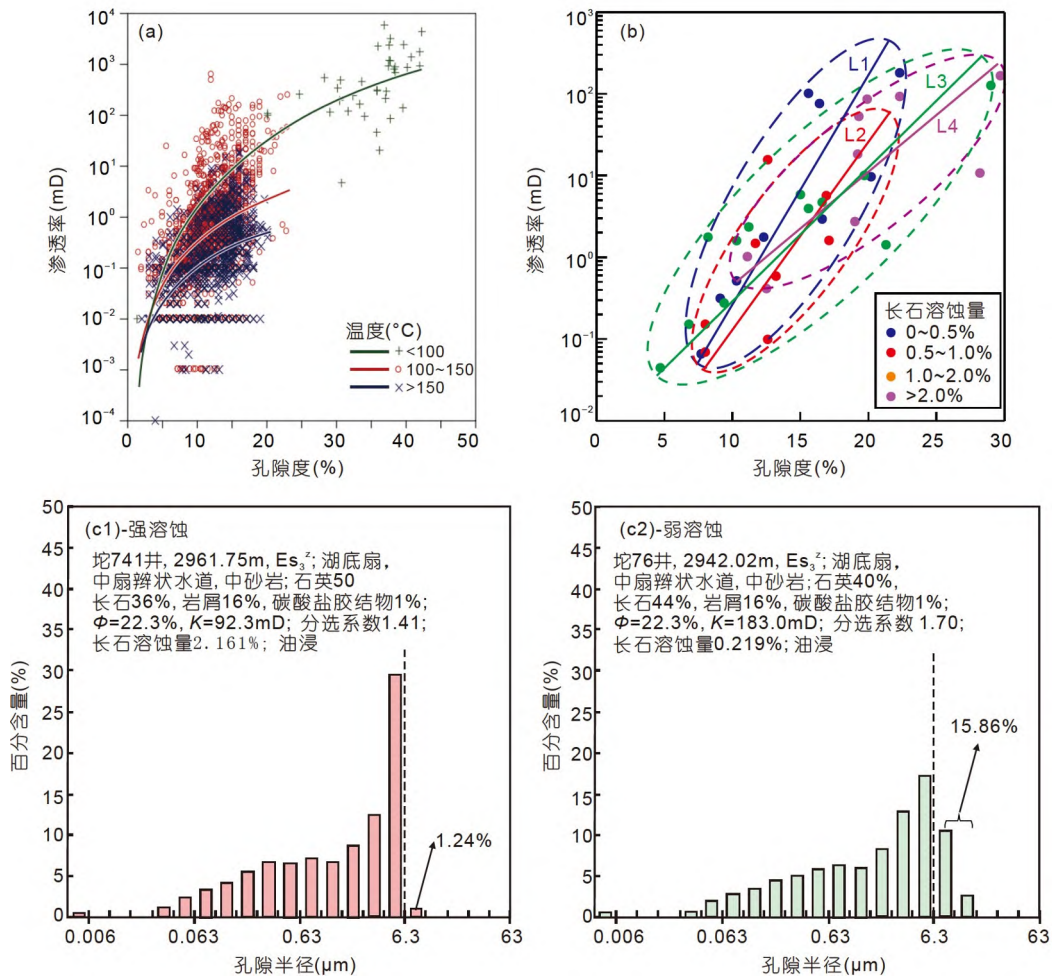 (a)
渗透率 (mD)
10⁴
10³
10²
10¹
10⁰
10⁻¹
10⁻²
10⁻³
10⁻⁴
0 10 20 30 40 50
孔隙度(%)
温度(°C)
<100
100~150
>150
(b)
渗透率 (mD)
10³
10²
10¹
10⁰
10⁻¹
10⁻²
0 5 10 15 20 25 30
孔隙度(%)
L1
L2
L3
L4
长石溶蚀量
0~0.5%
0.5~1.0%
1.0~2.0%
>2.0%
(c1)-强溶蚀
坨741井, 2961.75m, Es₃ᶻ; 湖底扇,
中扇辫状水道, 中砂岩; 石英50
长石36%, 岩屑16%, 碳酸盐胶结物1%;
Φ=22.3%, K=92.3mD; 分选系数1.41;
长石溶蚀量2.161%; 油浸
百分含量(%)
50
45
40
35
30
25
20
15
10
5
0
1.24%
0.006 0.063 0.63 6.3 63
孔隙半径(μm)
(c2)-弱溶蚀
坨76井, 2942.02m, Es₃ᶻ; 湖底扇,
中扇辫状水道, 中砂岩; 石英40%,
长石44%, 岩屑16%, 碳酸盐胶结物1%;
Φ=22.3%, K=183.0mD; 分选系数1.70;
长石溶蚀量0.219%; 油浸
百分含量(%)
50
45
40
35
30
25
20
15
10
5
0
15.86%
0.006 0.063 0.63 6.3 63
孔隙半径(μm)